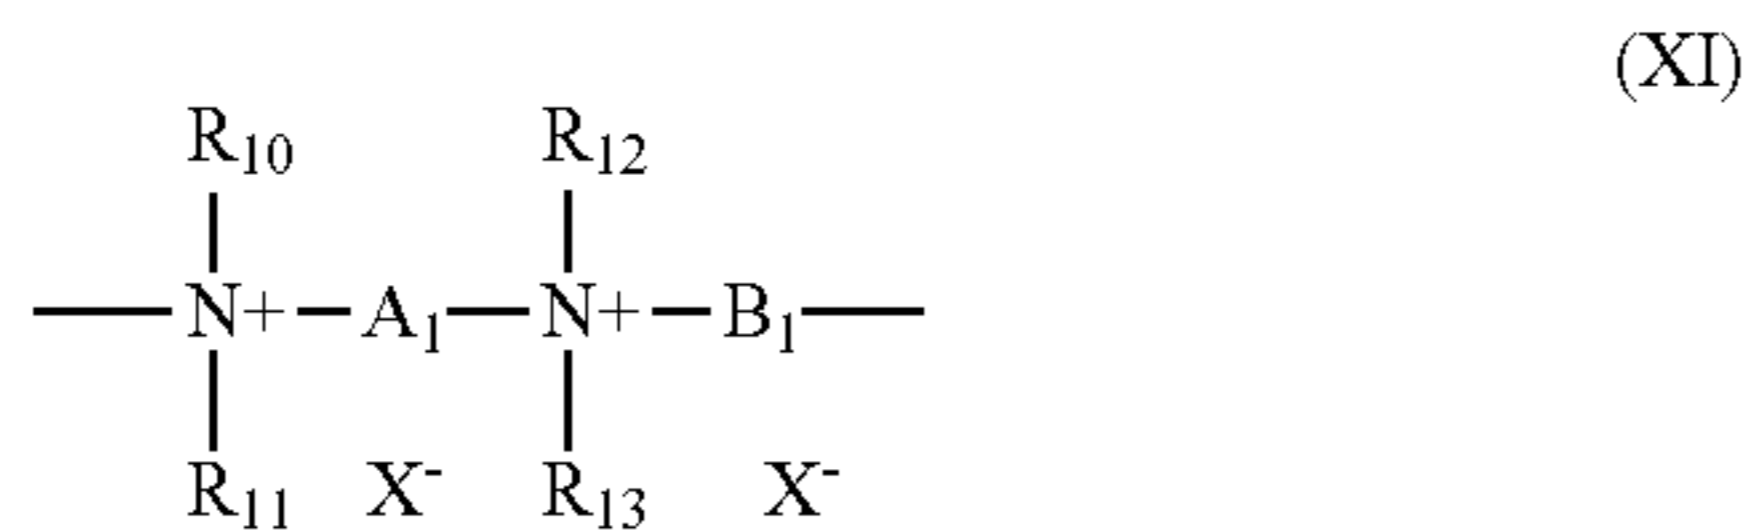 (XI)
R₁₀ R₁₂
N+ A₁ N+ B₁
R₁₁ X⁻ R₁₃ X⁻